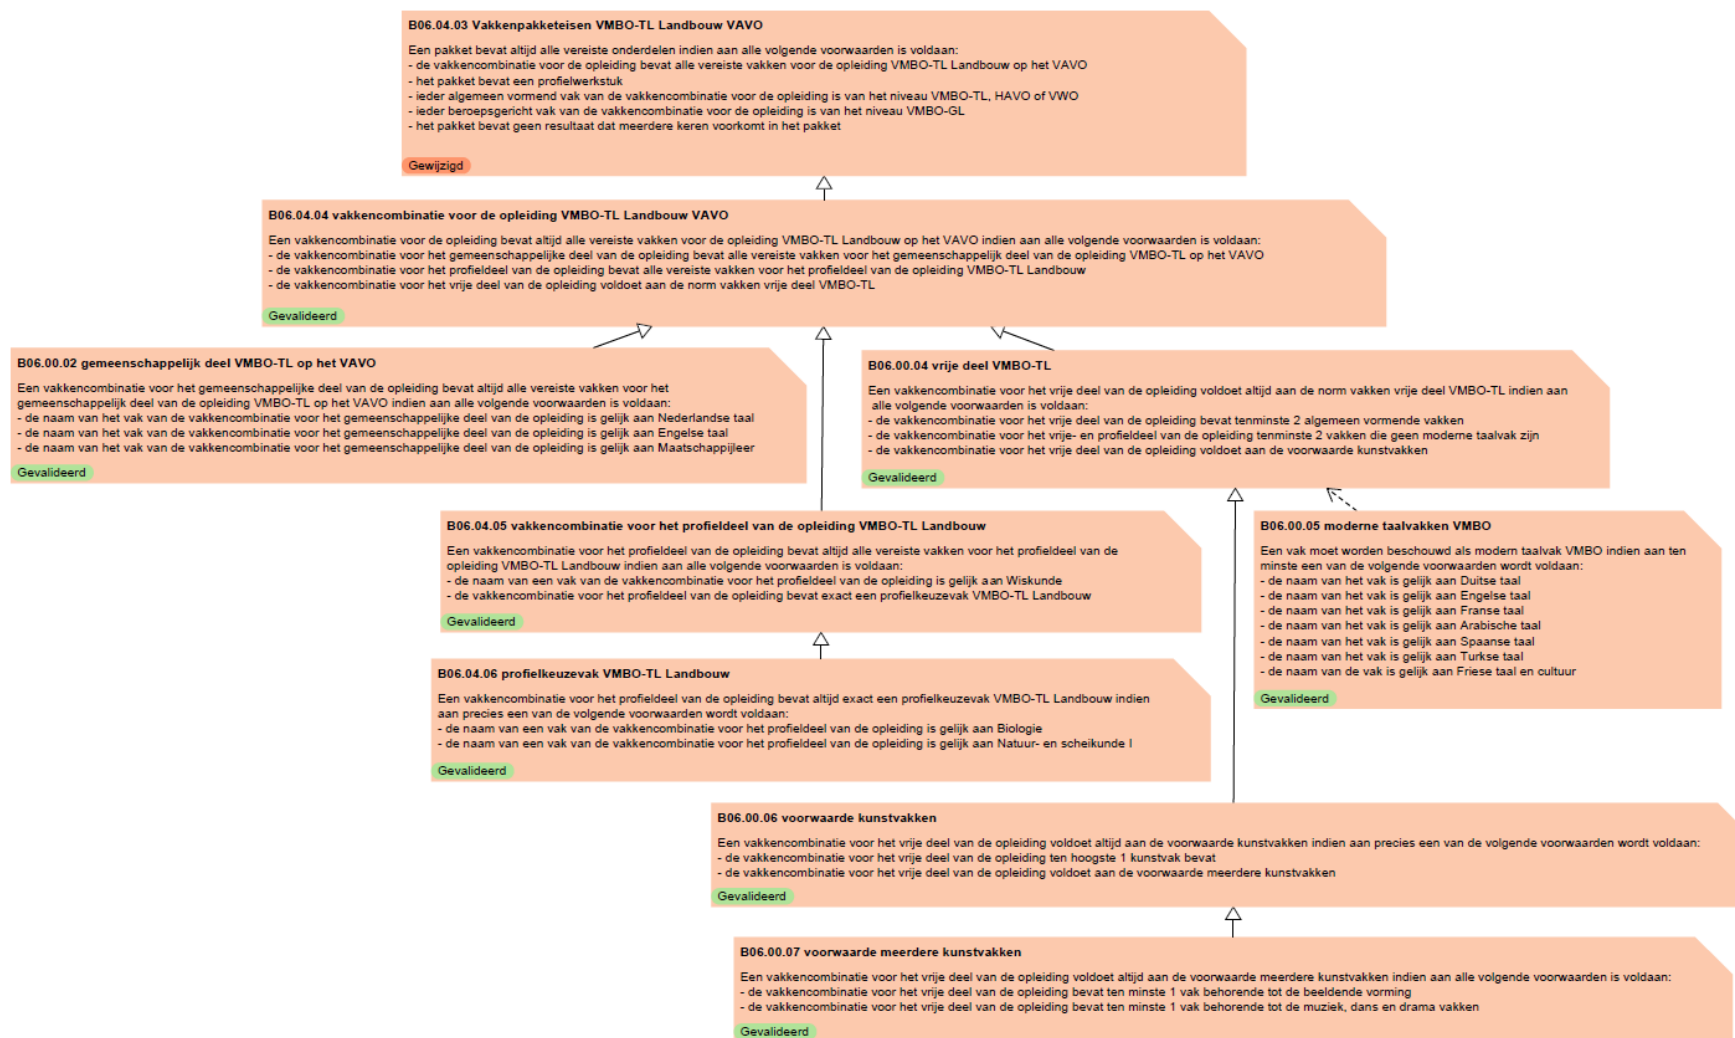 B06.04.03 Vakkenpakketeisen VMBO-TL Landbouw VAVO
Een pakket bevat altijd alle vereiste onderdelen indien aan alle volgende voorwaarden is voldaan:
- de vakkencombinatie voor de opleiding bevat alle vereiste vakken voor de opleiding VMBO-TL Landbouw op het VAVO
- het pakket bevat een profielwerkstuk
- ieder algemeen vormend vak van de vakkencombinatie voor de opleiding is van het niveau VMBO-TL, HAVO of VWO
- ieder beroepsgericht vak van de vakkencombinatie voor de opleiding is van het niveau VMBO-GL
- het pakket bevat geen resultaat dat meerdere keren voorkomt in het pakket
Gewijzigd
B06.04.04 vakkencombinatie voor de opleiding VMBO-TL Landbouw VAVO
Een vakkencombinatie voor de opleiding bevat altijd alle vereiste vakken voor de opleiding VMBO-TL Landbouw op het VAVO indien aan alle volgende voorwaarden is voldaan:
- de vakkencombinatie voor het gemeenschappelijke deel van de opleiding bevat alle vereiste vakken voor het gemeenschappelijk deel van de opleiding VMBO-TL op het VAVO
- de vakkencombinatie voor het profieldeel van de opleiding bevat alle vereiste vakken voor het profieldeel van de opleiding VMBO-TL Landbouw
- de vakkencombinatie voor het vrije deel van de opleiding voldoet aan de norm vakken vrije deel VMBO-TL
Gevalideerd
B06.00.02 gemeenschappelijk deel VMBO-TL op het VAVO
Een vakkencombinatie voor het gemeenschappelijke deel van de opleiding bevat altijd alle vereiste vakken voor het
gemeenschappelijk deel van de opleiding VMBO-TL op het VAVO indien aan alle volgende voorwaarden is voldaan:
- de naam van het vak van de vakkencombinatie voor het gemeenschappelijke deel van de opleiding is gelijk aan Nederlandse taal
- de naam van het vak van de vakkencombinatie voor het gemeenschappelijke deel van de opleiding is gelijk aan Engelse taal
- de naam van het vak van de vakkencombinatie voor het gemeenschappelijke deel van de opleiding is gelijk aan Maatschappijleer
Gevalideerd
B06.00.04 vrije deel VMBO-TL
Een vakkencombinatie voor het vrije deel van de opleiding voldoet altijd aan de norm vakken vrije deel VMBO-TL indien aan
alle volgende voorwaarden is voldaan:
- de vakkencombinatie voor het vrije deel van de opleiding bevat tenminste 2 algemeen vormende vakken
- de vakkencombinatie voor het vrije- en profieldeel van de opleiding tenminste 2 vakken die geen moderne taalvak zijn
- de vakkencombinatie voor het vrije deel van de opleiding voldoet aan de voorwaarde kunstvakken
Gevalideerd
B06.04.05 vakkencombinatie voor het profieldeel van de opleiding VMBO-TL Landbouw
Een vakkencombinatie voor het profieldeel van de opleiding bevat altijd alle vereiste vakken voor het profieldeel van de
opleiding VMBO-TL Landbouw indien aan alle volgende voorwaarden is voldaan:
- de naam van een vak van de vakkencombinatie voor het profieldeel van de opleiding is gelijk aan Wiskunde
- de vakkencombinatie voor het profieldeel van de opleiding bevat exact een profielkeuzevak VMBO-TL Landbouw
Gevalideerd
B06.00.05 moderne taalvakken VMBO
Een vak moet worden beschouwd als modern taalvak VMBO indien aan ten
minste een van de volgende voorwaarden wordt voldaan:
- de naam van het vak is gelijk aan Duitse taal
- de naam van het vak is gelijk aan Engelse taal
- de naam van het vak is gelijk aan Franse taal
- de naam van het vak is gelijk aan Arabische taal
- de naam van het vak is gelijk aan Spaanse taal
- de naam van het vak is gelijk aan Turkse taal
- de naam van de vak is gelijk aan Friese taal en cultuur
Gevalideerd
B06.04.06 profielkeuzevak VMBO-TL Landbouw
Een vakkencombinatie voor het profieldeel van de opleiding bevat altijd exact een profielkeuzevak VMBO-TL Landbouw indien
aan precies een van de volgende voorwaarden wordt voldaan:
- de naam van een vak van de vakkencombinatie voor het profieldeel van de opleiding is gelijk aan Biologie
- de naam van een vak van de vakkencombinatie voor het profieldeel van de opleiding is gelijk aan Natuur- en scheikunde I
Gevalideerd
B06.00.06 voorwaarde kunstvakken
Een vakkencombinatie voor het vrije deel van de opleiding voldoet altijd aan de voorwaarde kunstvakken indien aan precies een van de volgende voorwaarden wordt voldaan:
- de vakkencombinatie voor het vrije deel van de opleiding ten hoogste 1 kunstvak bevat
- de vakkencombinatie voor het vrije deel van de opleiding voldoet aan de voorwaarde meerdere kunstvakken
Gevalideerd
B06.00.07 voorwaarde meerdere kunstvakken
Een vakkencombinatie voor het vrije deel van de opleiding voldoet altijd aan de voorwaarde meerdere kunstvakken indien aan alle volgende voorwaarden is voldaan:
- de vakkencombinatie voor het vrije deel van de opleiding bevat ten minste 1 vak behorende tot de beeldende vorming
- de vakkencombinatie voor het vrije deel van de opleiding bevat ten minste 1 vak behorende tot de muziek, dans en drama vakken
Gevalideerd